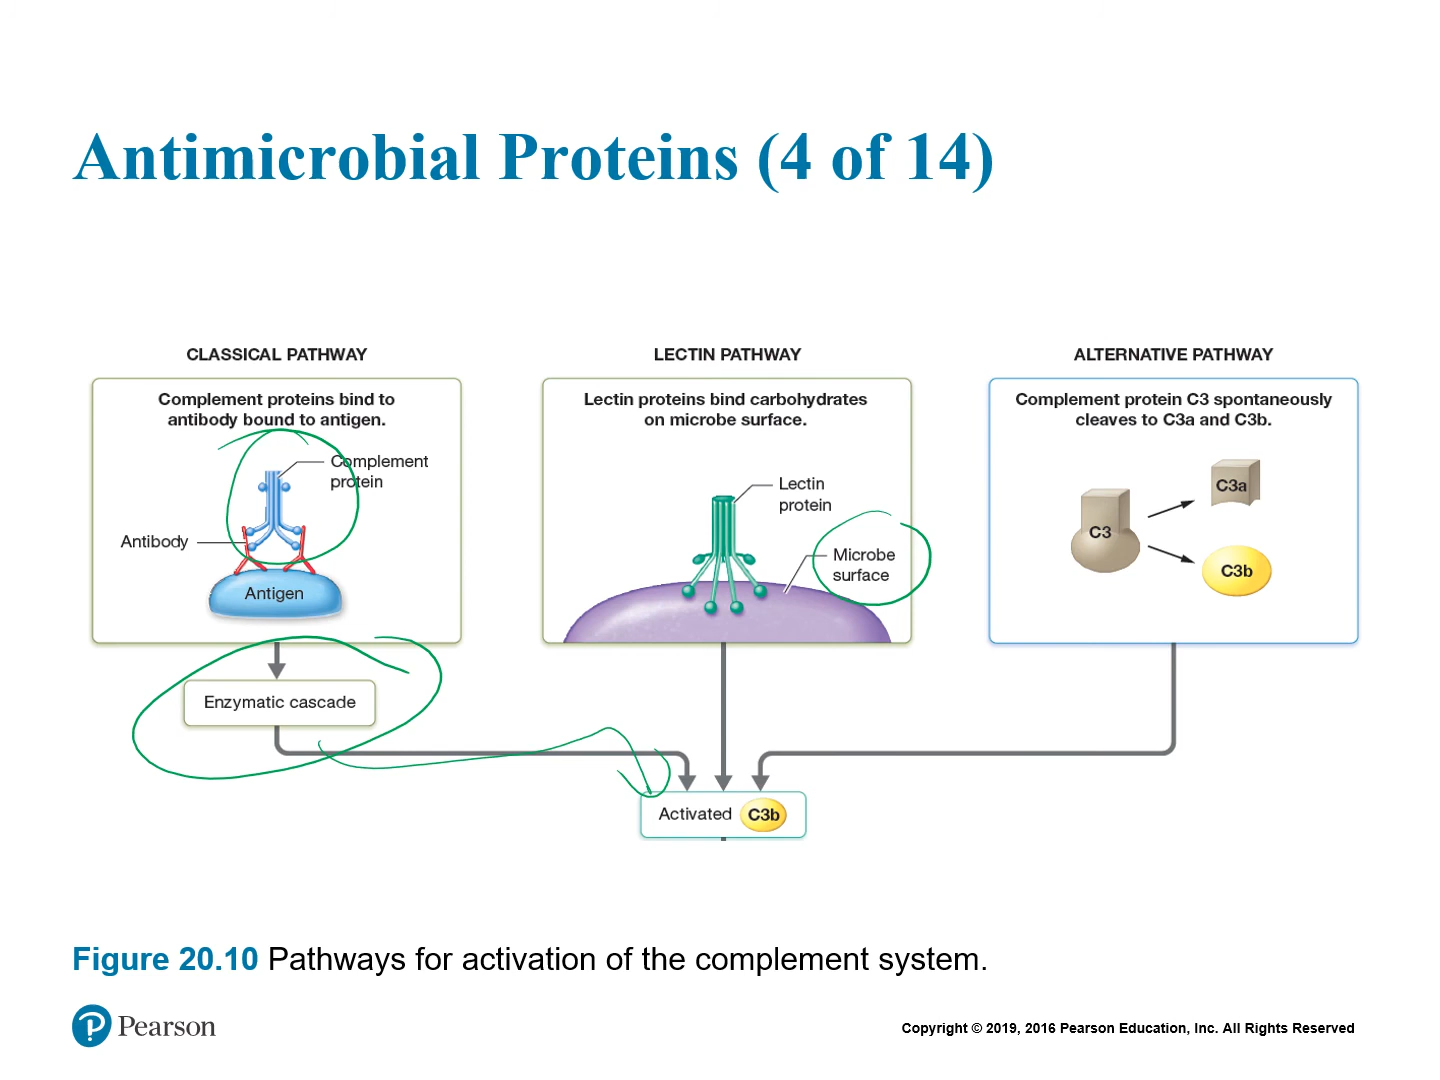 Antimicrobial Proteins (4 of 14)
CLASSICAL PATHWAY
Complement proteins bind to
antibody bound to antigen.
Complement
protein
Antibody
Antigen
Enzymatic cascade
LECTIN PATHWAY
Lectin proteins bind carbohydrates
on microbe surface.
Lectin
protein
Microbe
surface
ALTERNATIVE PATHWAY
Complement protein C3 spontaneously
cleaves to C3a and C3b.
C3
C3a
C3b
Activated C3b
Figure 20.10 Pathways for activation of the complement system.
P Pearson
Copyright © 2019, 2016 Pearson Education, Inc. All Rights Reserved